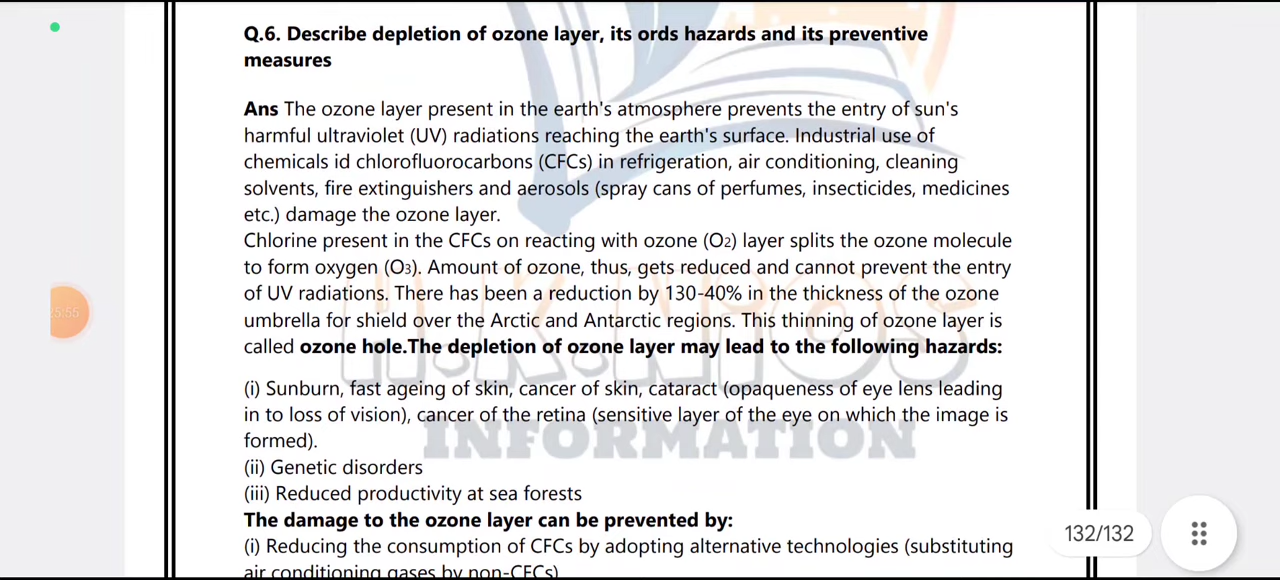 Q.6. Describe depletion of ozone layer, its ords hazards and its preventive
measures
Ans The ozone layer present in the earth's atmosphere prevents the entry of sun's
harmful ultraviolet (UV) radiations reaching the earth's surface. Industrial use of
chemicals id chlorofluorocarbons (CFCs) in refrigeration, air conditioning, cleaning
solvents, fire extinguishers and aerosols (spray cans of perfumes, insecticides, medicines
etc.) damage the ozone layer.
Chlorine present in the CFCs on reacting with ozone (O2) layer splits the ozone molecule
to form oxygen (O3). Amount of ozone, thus, gets reduced and cannot prevent the entry
of UV radiations. There has been a reduction by 130-40% in the thickness of the ozone
umbrella for shield over the Arctic and Antarctic regions. This thinning of ozone layer is
called ozone hole.The depletion of ozone layer may lead to the following hazards:
(i) Sunburn, fast ageing of skin, cancer of skin, cataract (opaqueness of eye lens leading
in to loss of vision), cancer of the retina (sensitive layer of the eye on which the image is
formed).
(ii) Genetic disorders
(iii) Reduced productivity at sea forests
The damage to the ozone layer can be prevented by:
(i) Reducing the consumption of CFCs by adopting alternative technologies (substituting
air conditioning gases by non-CFCs)
INFORMATION
5:55
132/132